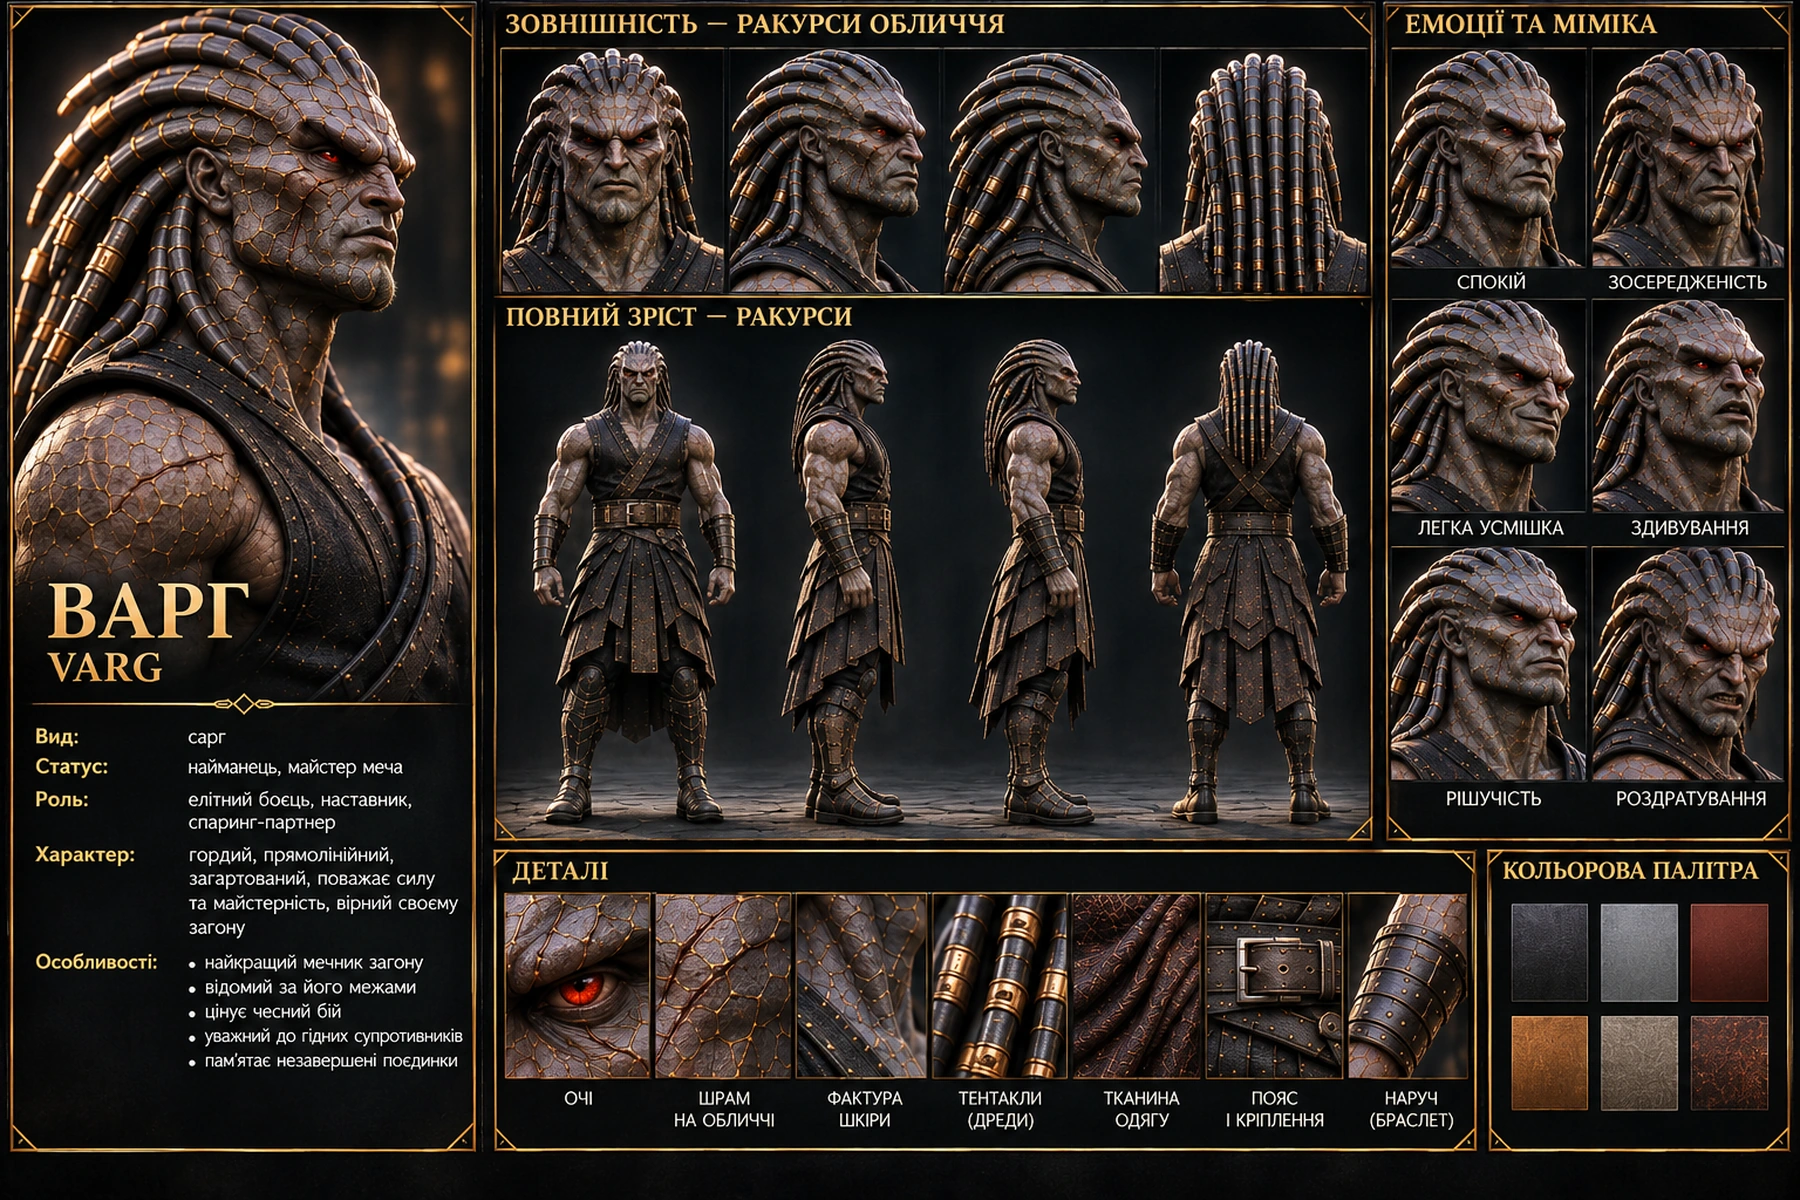 ВАРГ
VARG
Вид: сарг
Статус: найманець, майстер меча
Роль: елітний боєць, наставник,
спаринг-партнер
Характер: гордий, прямолінійний,
загартований, поважає силу
та майстерність, вірний своєму
загону
Особливості: • найкращий мечник загону
• відомий за його межами
• цінує чесний бій
• уважний до гідних супротивників
• пам'ятає незавершені поєдинки
ЗОВНІШНІСТЬ — РАКУРСИ ОБЛИЧЧЯ
ПОВНИЙ ЗРІСТ — РАКУРСИ
ЕМОЦІЇ ТА МІМІКА
СПОКІЙ
ЗОСЕРЕДЖЕНІСТЬ
ЛЕГКА УСМІШКА
ЗДИВУВАННЯ
РІШУЧІСТЬ
РОЗДРАТУВАННЯ
ДЕТАЛІ
ОЧІ
ШРАМ
НА ОБЛИЧЧІ
ФАКТУРА
ШКІРИ
ТЕНТАКЛИ
(ДРЕДИ)
ТКАНИНА
ОДЯГУ
ПОЯС
І КРІПЛЕННЯ
НАРУЧ
(БРАСЛЕТ)
КОЛЬОРОВА ПАЛІТРА